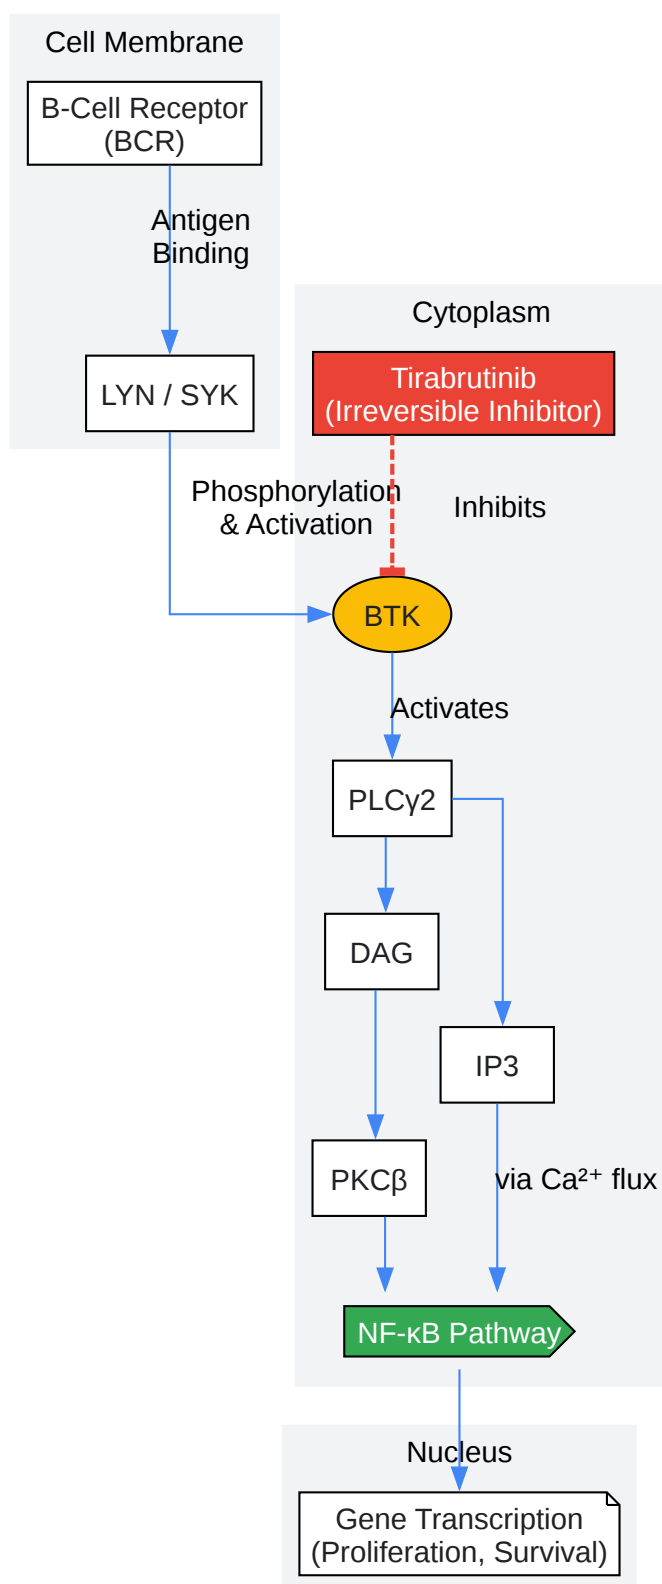 Cell Membrane
B-Cell Receptor
(BCR)
Antigen
Binding
LYN / SYK
Cytoplasm
Tirabrutinib
(Irreversible Inhibitor)
Phosphorylation
& Activation
Inhibits
BTK
Activates
PLCγ2
DAG
IP3
PKCβ
via Ca²⁺ flux
NF-κB Pathway
Nucleus
Gene Transcription
(Proliferation, Survival)